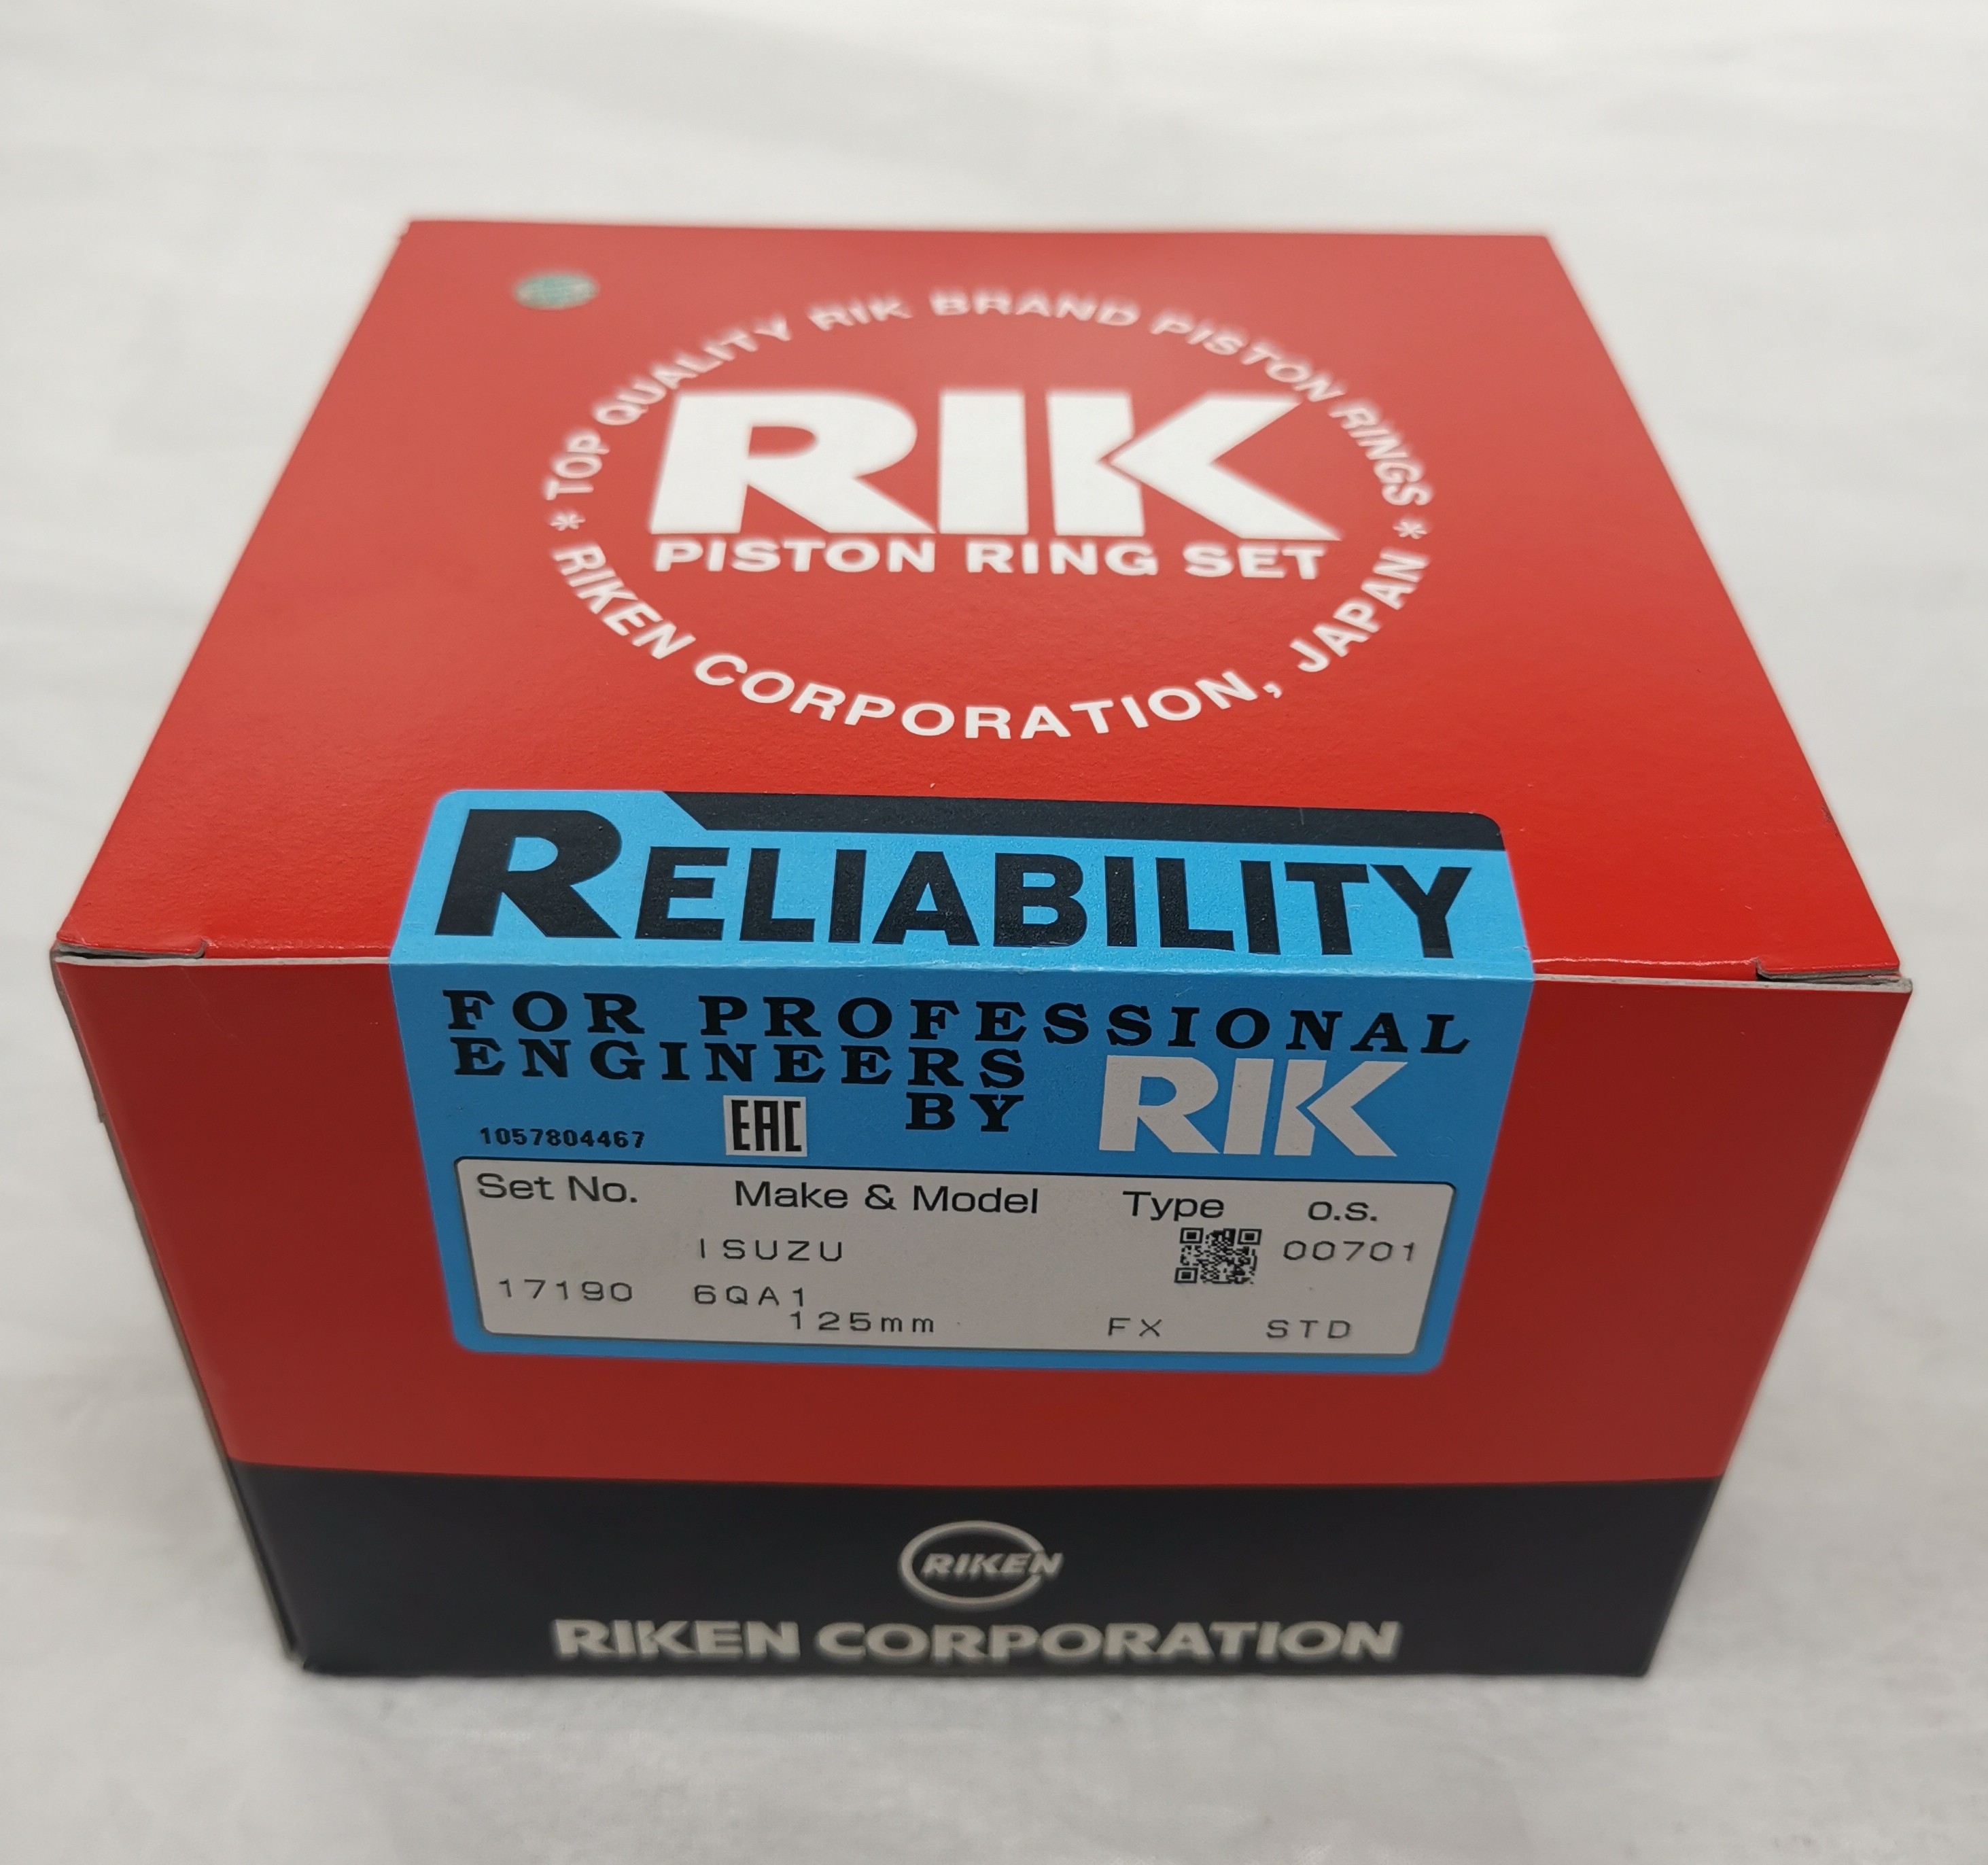 * TOP QUALITY RIK BRAND PISTON RINGS *
RIK
PISTON RING SET
RIKEN CORPORATION, JAPAN
RELIABILITY
FOR PROFESSIONAL
ENGINEERS
BY RIK
1057804467 EAC
Set No. Make & Model Type O.S.
ISUZU 00701
17190 6QA1
125mm FX STD
RIKEN
RIKEN CORPORATION